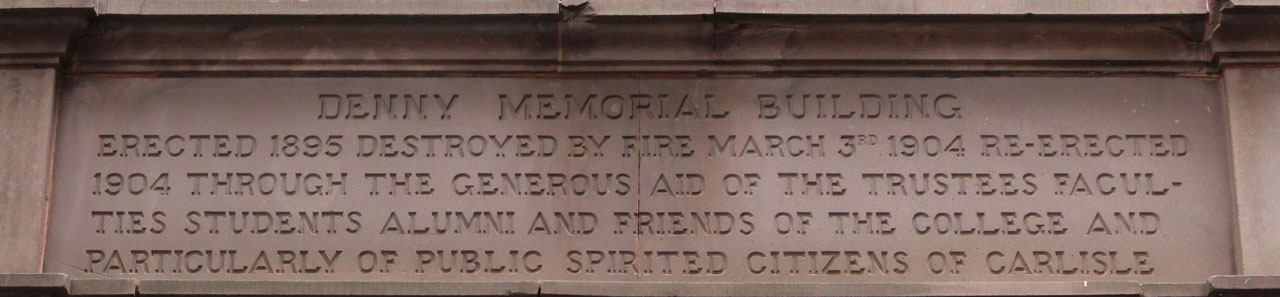 DENNY MEMORIAL BUILDING
ERECTED 1895 DESTROYED BY FIRE MARCH 3RD 1904 RE-ERECTED
1904 THROUGH THE GENEROUS AID OF THE TRUSTEES FACUL-
TIES STUDENTS ALUMNI AND FRIENDS OF THE COLLEGE AND
PARTICULARLY OF PUBLIC SPIRITED CITIZENS OF CARLISLE